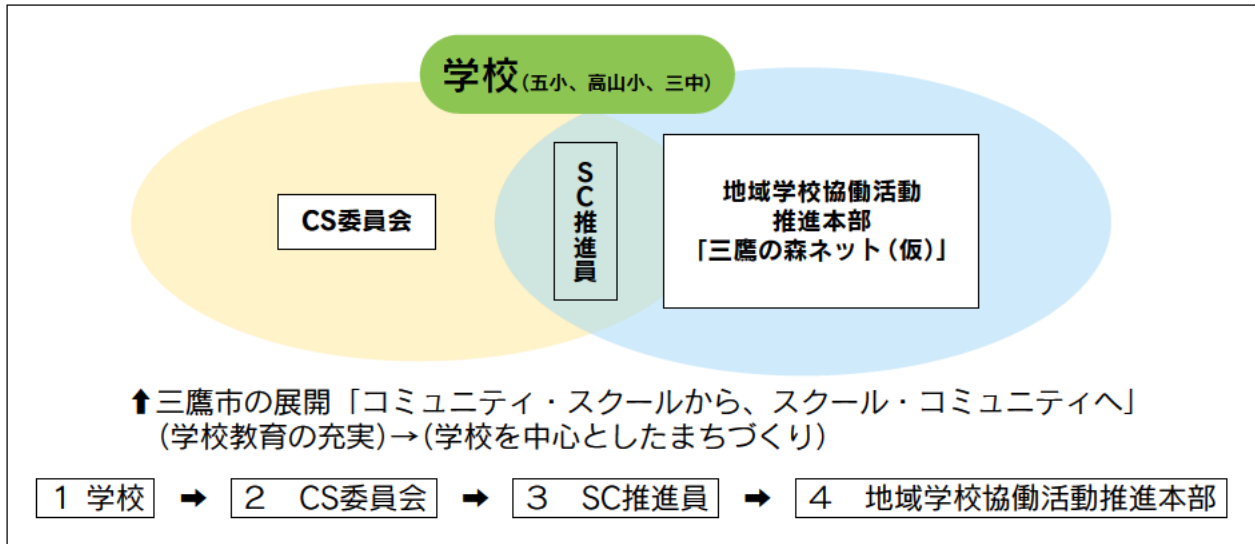 学校(五小、高山小、三中)
CS委員会
SC推進員
地域学校協働活動
推進本部
「三鷹の森ネット(仮)」
⬆三鷹市の展開「コミュニティ・スクールから、スクール・コミュニティへ」
(学校教育の充実)→(学校を中心としたまちづくり)
1 学校 ➡ 2 CS委員会 ➡ 3 SC推進員 ➡ 4 地域学校協働活動推進本部